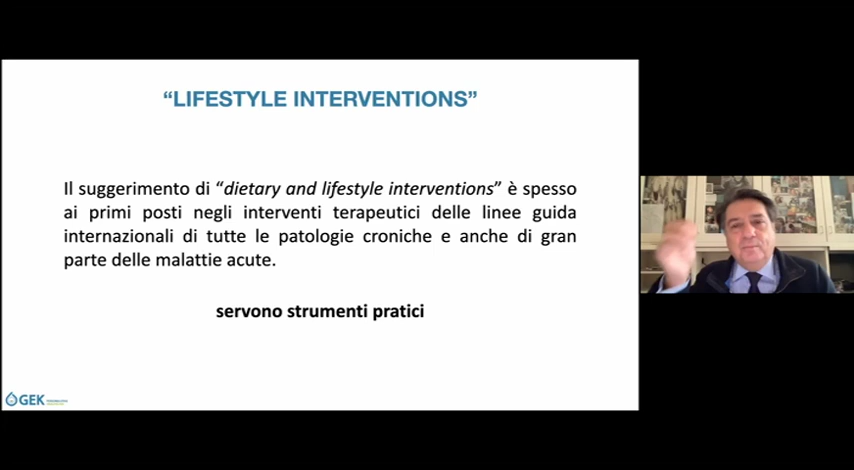 “LIFESTYLE INTERVENTIONS”
Il suggerimento di “dietary and lifestyle interventions” è spesso
ai primi posti negli interventi terapeutici delle linee guida
internazionali di tutte le patologie croniche e anche di gran
parte delle malattie acute.
servono strumenti pratici
GEK